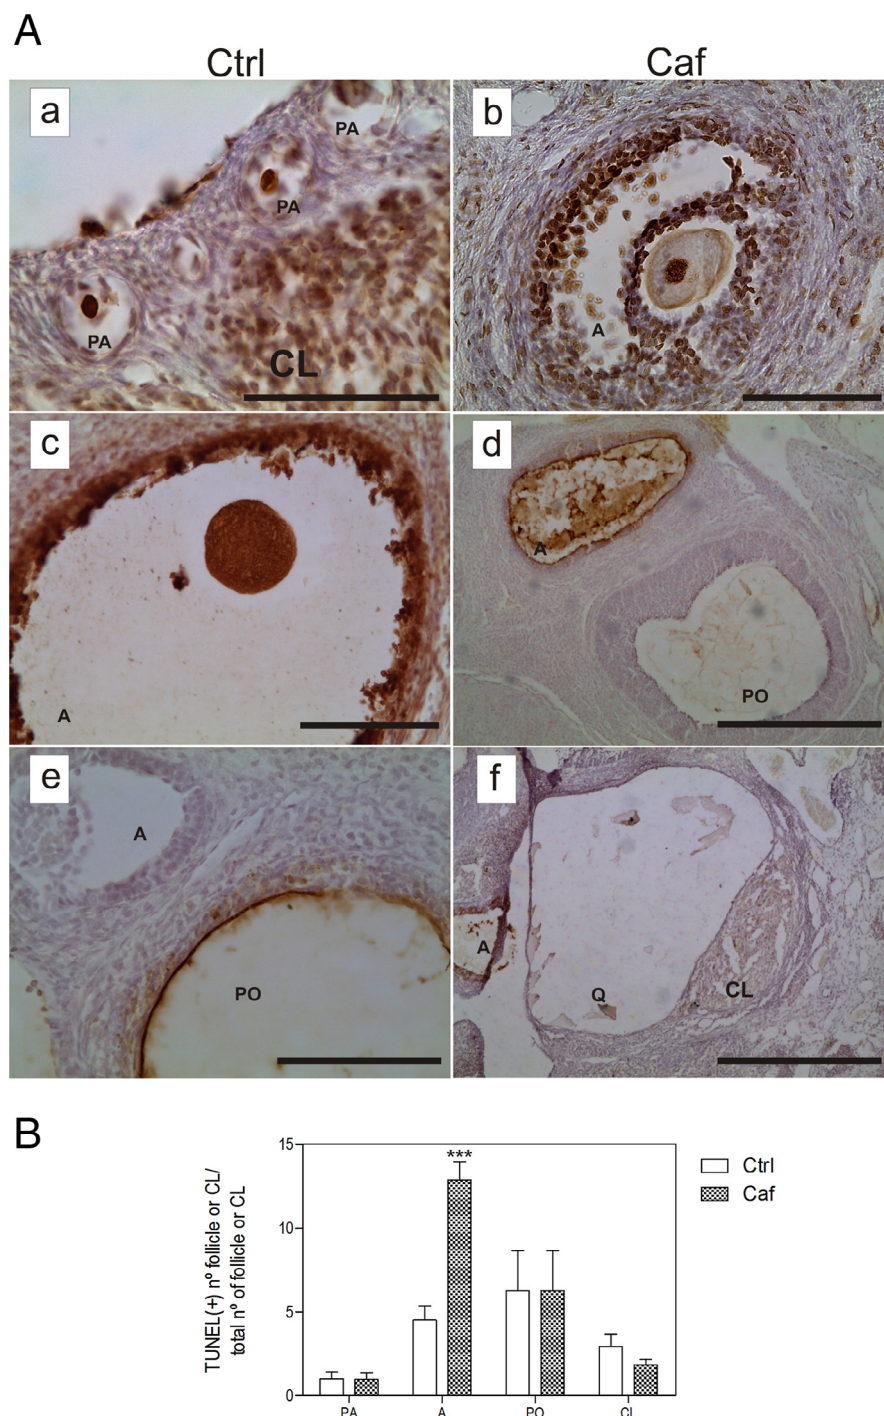 A
Ctrl
Caf
a
PA
PA
PA
CL
b
A
c
A
d
A
PO
e
A
PO
f
A
Q
CL
B
TUNEL(+) nº follicle or CL/
total nº of follicle or CL
15
10
5
0
***
Ctrl
Caf
PA
A
PO
CL